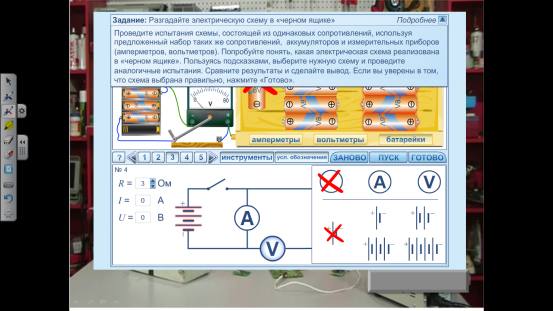 Задание: Разгадайте электрическую схему в «черном ящике» Подробнее
Проведите испытания схемы, состоящей из одинаковых сопротивлений, используя
предложенный набор таких же сопротивлений, аккумуляторов и измерительных приборов
(амперметров, вольтметров). Попробуйте понять, какая электрическая схема реализована
в «черном ящике». Пользуясь подсказками, выберите нужную схему и проведите
аналогичные испытания. Сравните результаты и сделайте вывод. Если вы уверены в том,
что схема выбрана правильно, нажмите «Готово».
V
амперметры вольтметры батарейки
? 1 2 3 4 5 инструменты усл. обозначения ЗАНОВО ПУСК ГОТОВО
№ 4
R = 3 Ом
I = 0 А
U = 0 В
A
V
A
V